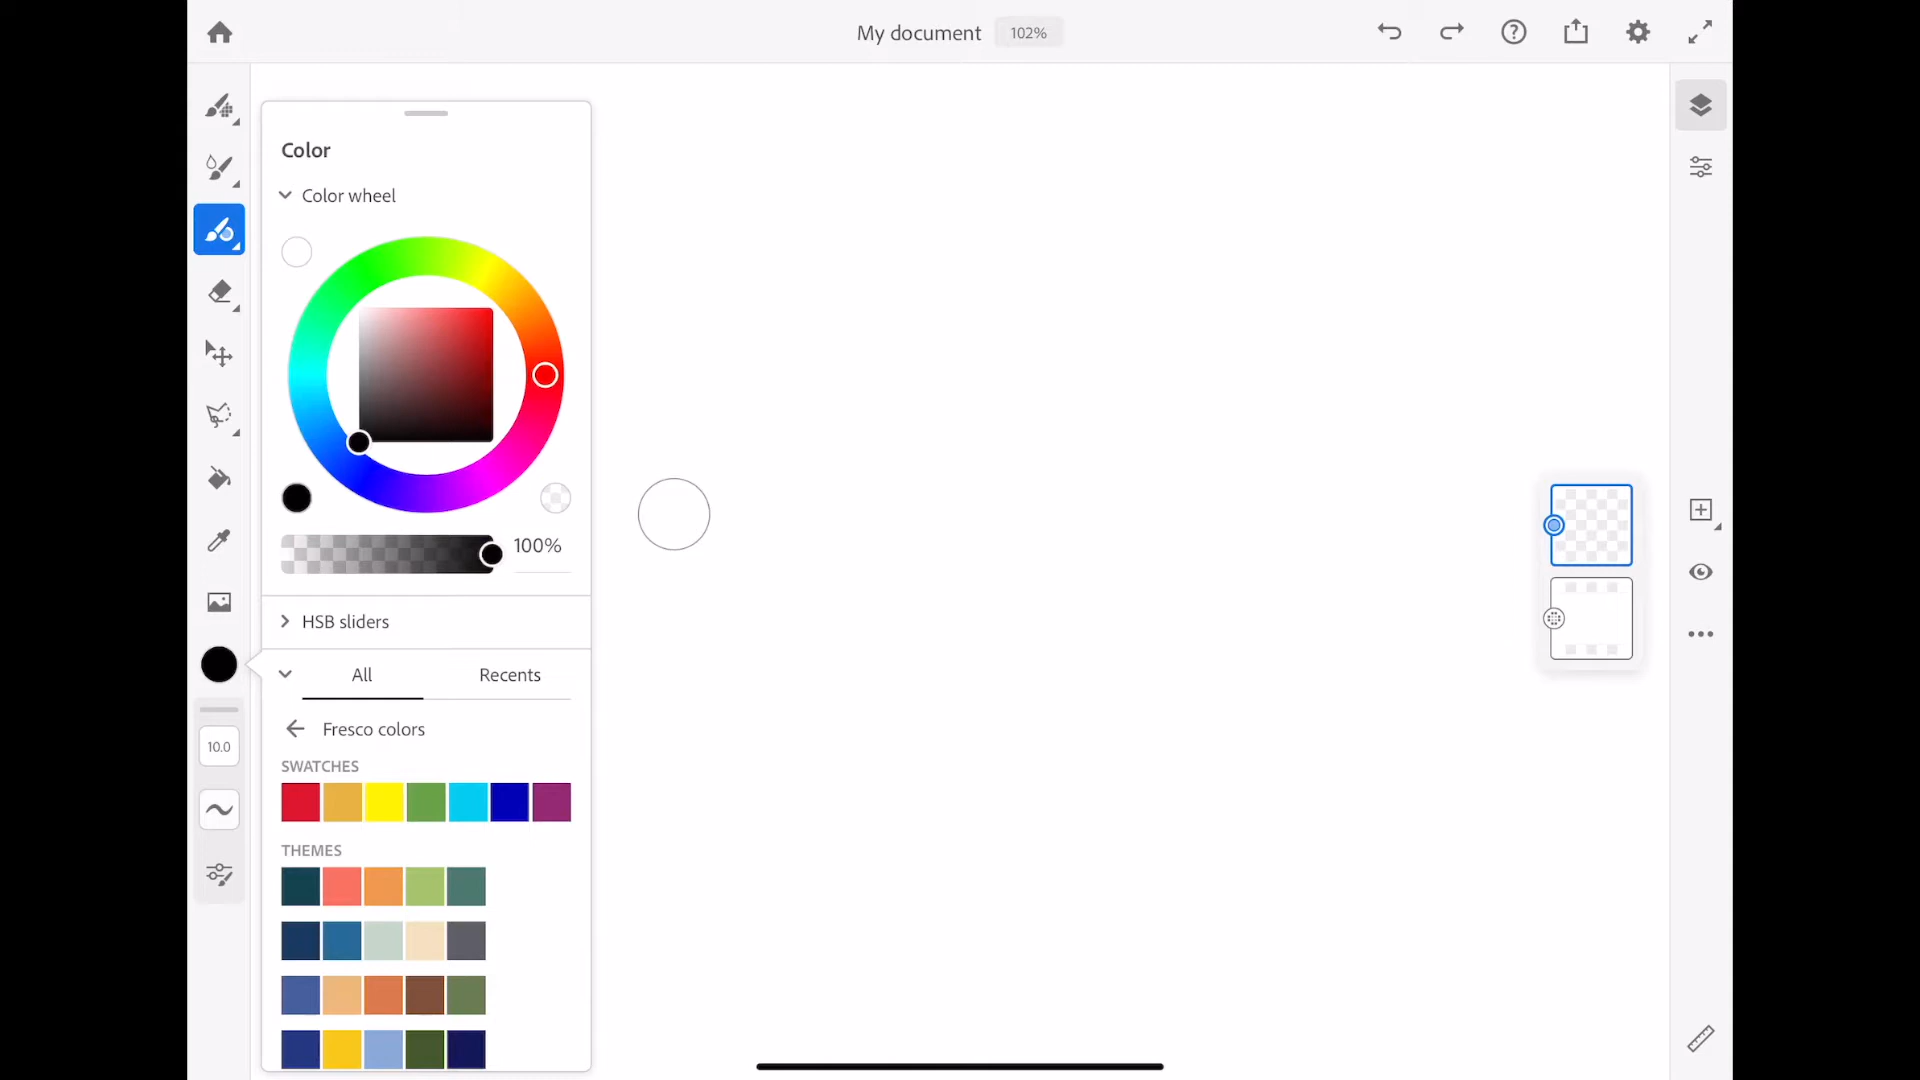 My document 102%
Color
Color wheel
100%
HSB sliders
All Recents
Fresco colors
SWATCHES
THEMES
10.0